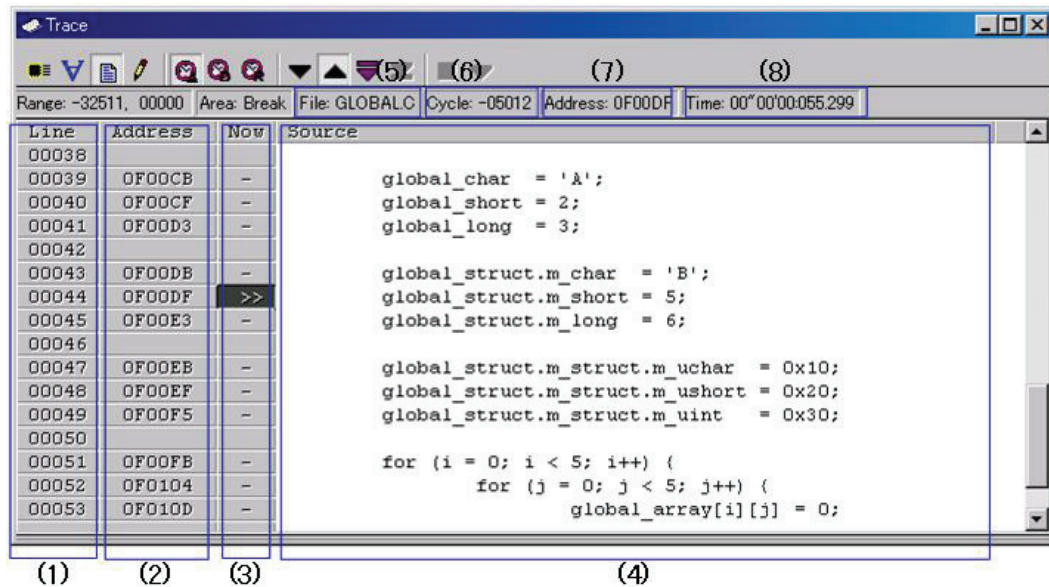 Trace
(5) (6) (7) (8)
Range: -32511, 00000 Area: Break File: GLOBAL.C Cycle: -05012 Address: 0F00DF Time: 00"00'00:055.299
Line Address Now Source
00038
00039 0F00CB - global_char = 'A';
00040 0F00CF - global_short = 2;
00041 0F00D3 - global_long = 3;
00042
00043 0F00DB - global_struct.m_char = 'B';
00044 0F00DF >> global_struct.m_short = 5;
00045 0F00E3 - global_struct.m_long = 6;
00046
00047 0F00EB - global_struct.m_struct.m_uchar = 0x10;
00048 0F00EF - global_struct.m_struct.m_ushort = 0x20;
00049 0F00F5 - global_struct.m_struct.m_uint = 0x30;
00050
00051 0F00FB - for (i = 0; i < 5; i++) {
00052 0F0104 - for (j = 0; j < 5; j++) {
00053 0F010D - global_array[i][j] = 0;
(1) (2) (3) (4)